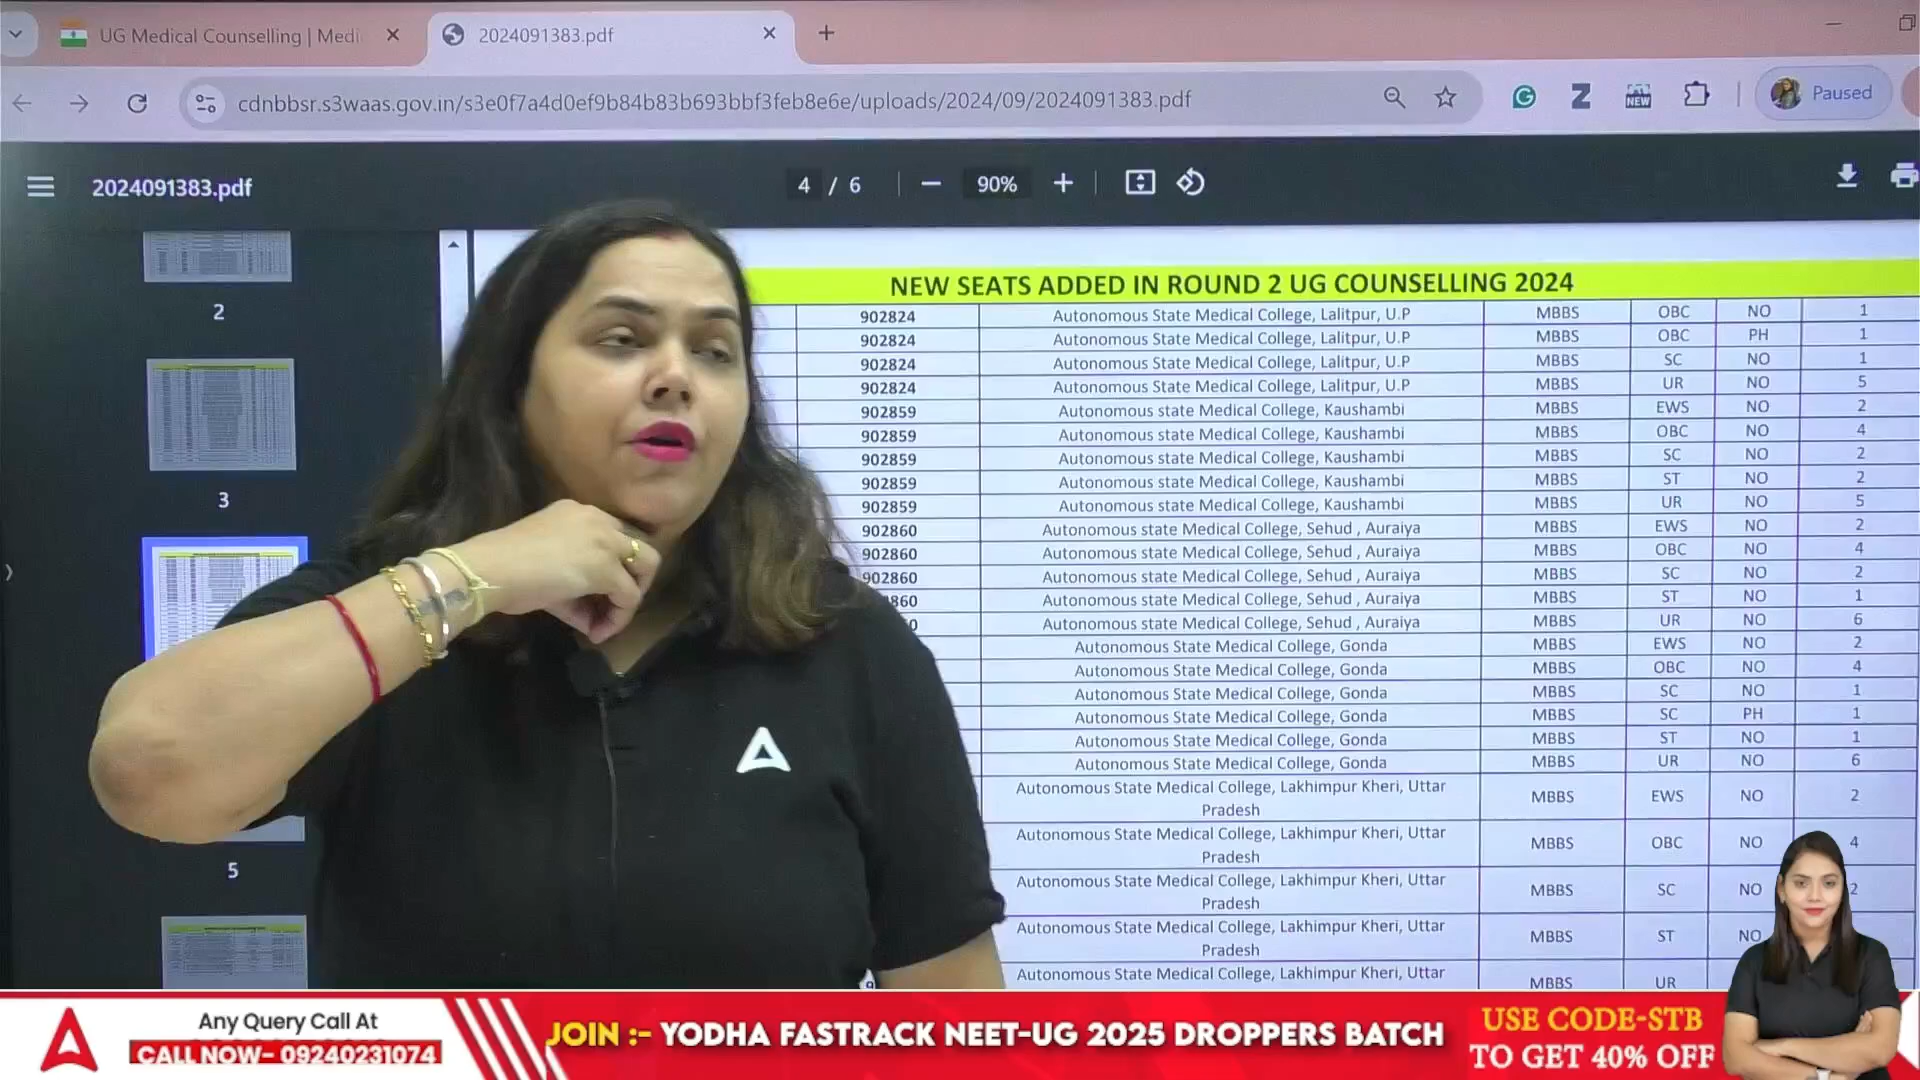 UG Medical Counselling | Medi
2024091383.pdf
cdnbbsr.s3waas.gov.in/s3e0f7a4d0ef9b84b83b693bbf3feb8e6e/uploads/2024/09/2024091383.pdf
NEW
Paused
2024091383.pdf
4 / 6
90%
2
3
5
NEW SEATS ADDED IN ROUND 2 UG COUNSELLING 2024
902824 Autonomous State Medical College, Lalitpur, U.P MBBS OBC NO 1
902824 Autonomous State Medical College, Lalitpur, U.P MBBS OBC PH 1
902824 Autonomous State Medical College, Lalitpur, U.P MBBS SC NO 1
902824 Autonomous State Medical College, Lalitpur, U.P MBBS UR NO 5
902859 Autonomous state Medical College, Kaushambi MBBS EWS NO 2
902859 Autonomous state Medical College, Kaushambi MBBS OBC NO 4
902859 Autonomous state Medical College, Kaushambi MBBS SC NO 2
902859 Autonomous state Medical College, Kaushambi MBBS ST NO 2
902859 Autonomous state Medical College, Kaushambi MBBS UR NO 5
902860 Autonomous state Medical College, Sehud , Auraiya MBBS EWS NO 2
902860 Autonomous state Medical College, Sehud , Auraiya MBBS OBC NO 4
902860 Autonomous state Medical College, Sehud , Auraiya MBBS SC NO 2
860 Autonomous state Medical College, Sehud , Auraiya MBBS ST NO 1
0 Autonomous state Medical College, Sehud , Auraiya MBBS UR NO 6
Autonomous State Medical College, Gonda MBBS EWS NO 2
Autonomous State Medical College, Gonda MBBS OBC NO 4
Autonomous State Medical College, Gonda MBBS SC NO 1
Autonomous State Medical College, Gonda MBBS SC PH 1
Autonomous State Medical College, Gonda MBBS ST NO 1
Autonomous State Medical College, Gonda MBBS UR NO 6
Autonomous State Medical College, Lakhimpur Kheri, Uttar
Pradesh MBBS EWS NO 2
Autonomous State Medical College, Lakhimpur Kheri, Uttar
Pradesh MBBS OBC NO 4
Autonomous State Medical College, Lakhimpur Kheri, Uttar
Pradesh MBBS SC NO 2
Autonomous State Medical College, Lakhimpur Kheri, Uttar
Pradesh MBBS ST NO
Autonomous State Medical College, Lakhimpur Kheri, Uttar
MBBS UR
Any Query Call At
CALL NOW- 09240231074
JOIN :- YODHA FASTRACK NEET-UG 2025 DROPPERS BATCH
USE CODE-STB
TO GET 40% OFF